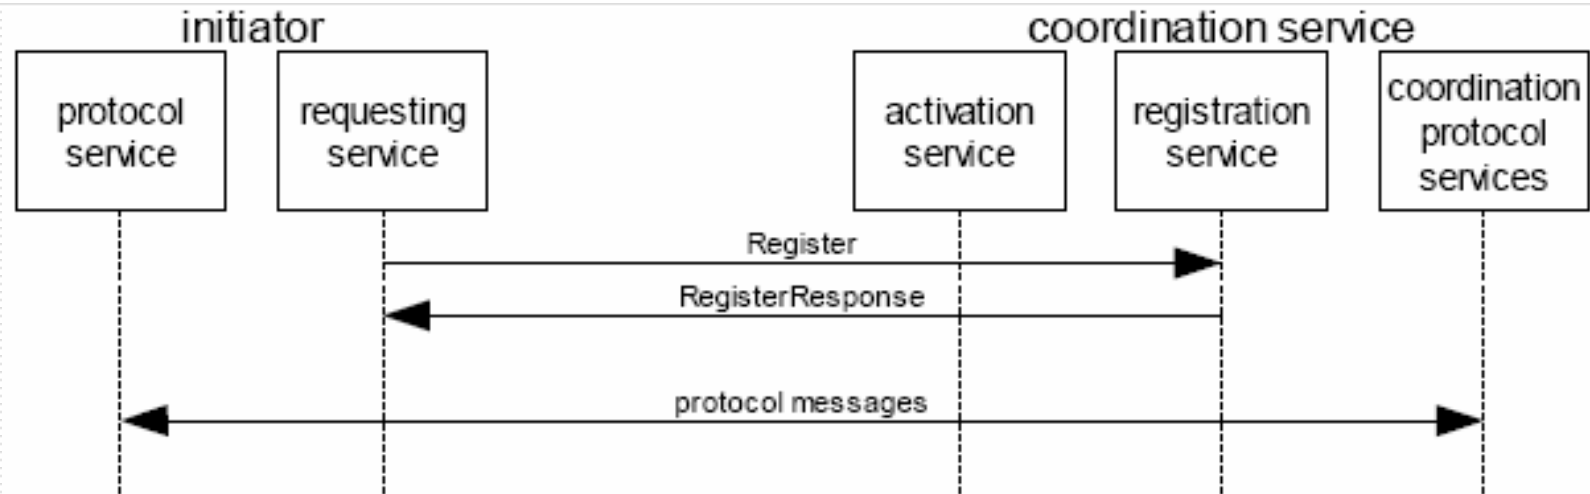 initiator
coordination service
protocol
service
requesting
service
activation
service
registration
service
coordination
protocol
services
Register
RegisterResponse
protocol messages